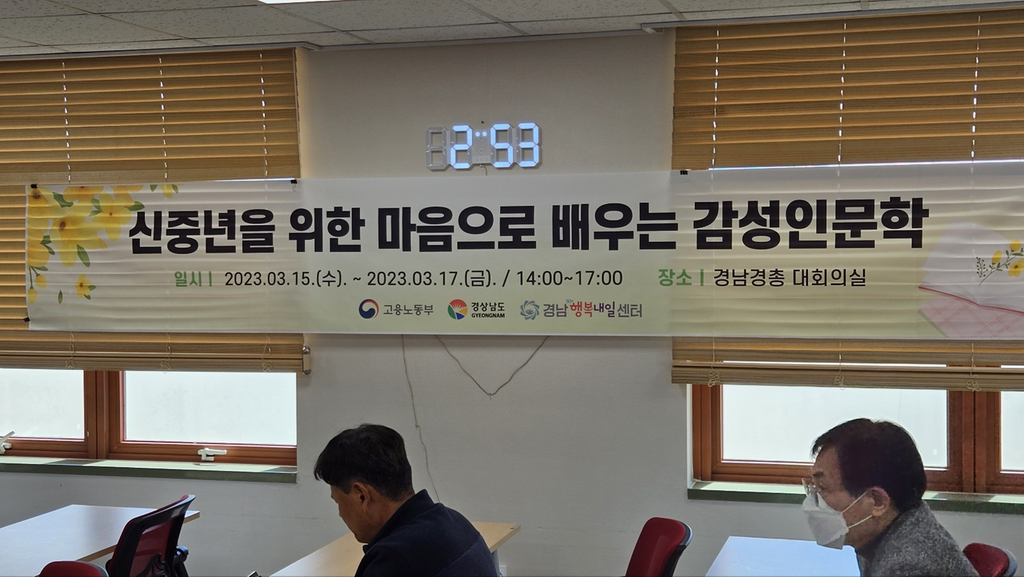 2:53
신중년을 위한 마음으로 배우는 감성인문학
일시 | 2023.03.15.(수). ~ 2023.03.17.(금). / 14:00~17:00 장소 | 경남경총 대회의실
고용노동부 경상남도 GYEONGNAM 경남행복내일센터